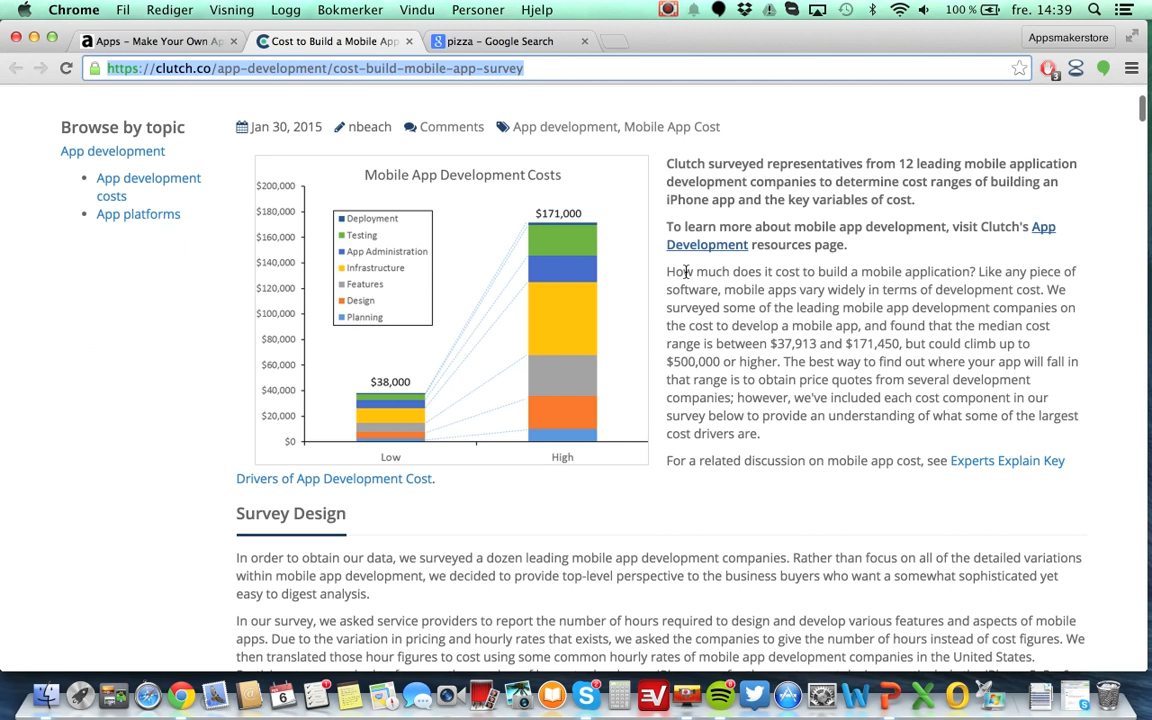 Chrome Fil Rediger Visning Logg Bokmerker Vindu Personer Hjelp 100 % fre. 14:39
Apps - Make Your Own Ap
Cost to Build a Mobile App
pizza - Google Search
Appsmakerstore
https://clutch.co/app-development/cost-build-mobile-app-survey
3
Browse by topic
App development
App development costs
App platforms
Jan 30, 2015 nbeach Comments App development, Mobile App Cost
Mobile App Development Costs
$200,000
$180,000
$160,000
$140,000
$120,000
$100,000
$80,000
$60,000
$40,000
$20,000
$0
Deployment
Testing
App Administration
Infrastructure
Features
Design
Planning
$38,000
$171,000
Low
High
Clutch surveyed representatives from 12 leading mobile application
development companies to determine cost ranges of building an
iPhone app and the key variables of cost.
To learn more about mobile app development, visit Clutch's App
Development resources page.
How much does it cost to build a mobile application? Like any piece of
software, mobile apps vary widely in terms of development cost. We
surveyed some of the leading mobile app development companies on
the cost to develop a mobile app, and found that the median cost
range is between $37,913 and $171,450, but could climb up to
$500,000 or higher. The best way to find out where your app will fall in
that range is to obtain price quotes from several development
companies; however, we've included each cost component in our
survey below to provide an understanding of what some of the largest
cost drivers are.
For a related discussion on mobile app cost, see Experts Explain Key
Drivers of App Development Cost.
Survey Design
In order to obtain our data, we surveyed a dozen leading mobile app development companies. Rather than focus on all of the detailed variations
within mobile app development, we decided to provide top-level perspective to the business buyers who want a somewhat sophisticated yet
easy to digest analysis.
In our survey, we asked service providers to report the number of hours required to design and develop various features and aspects of mobile
apps. Due to the variation in pricing and hourly rates that exists, we asked the companies to give the number of hours instead of cost figures. We
then translated those hour figures to cost using some common hourly rates of mobile app development companies in the United States.